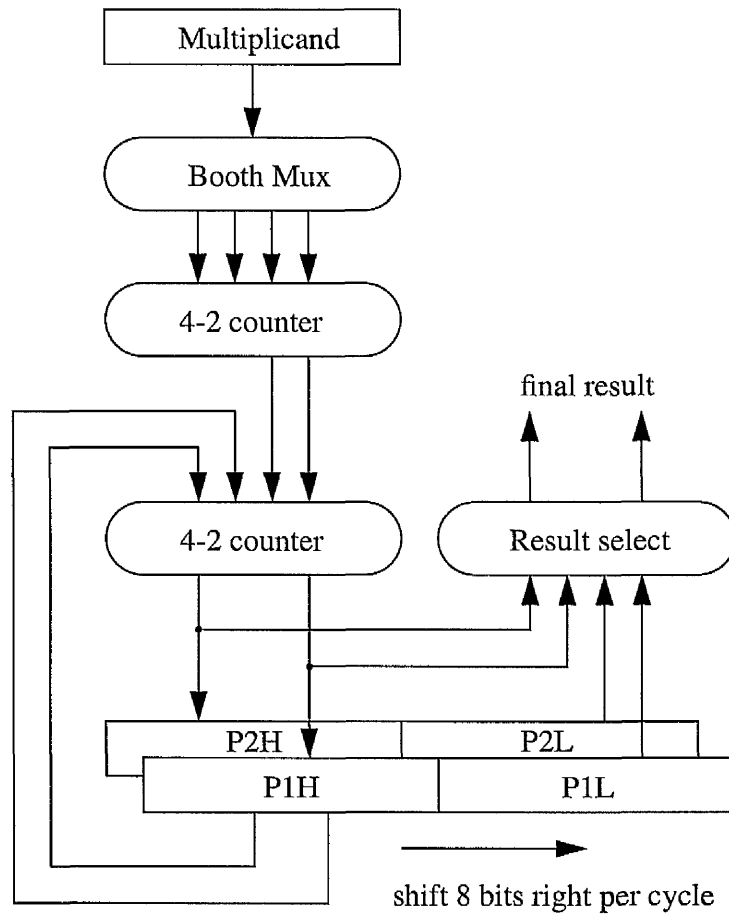 Multiplicand
Booth Mux
4-2 counter
final result
4-2 counter
Result select
P2H
P2L
P1H
P1L
shift 8 bits right per cycle